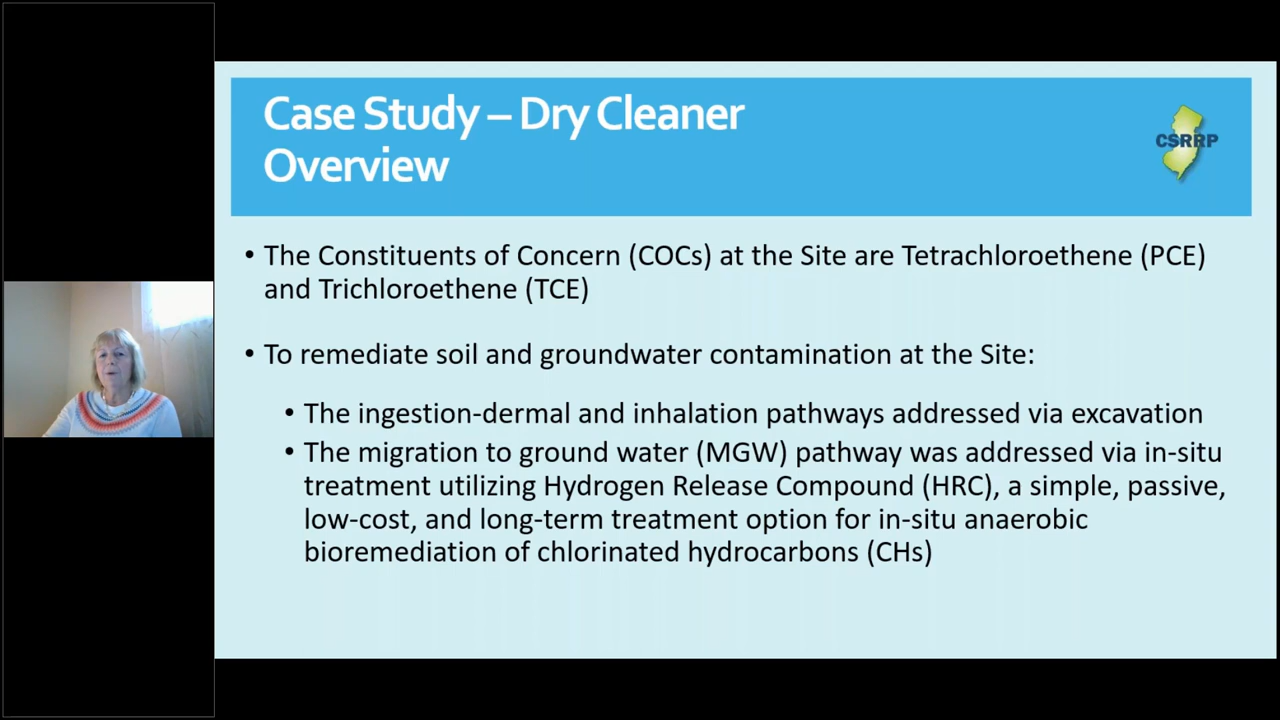 Case Study – Dry Cleaner
Overview
CSRRP
• The Constituents of Concern (COCs) at the Site are Tetrachloroethene (PCE)
and Trichloroethene (TCE)
• To remediate soil and groundwater contamination at the Site:
• The ingestion-dermal and inhalation pathways addressed via excavation
• The migration to ground water (MGW) pathway was addressed via in-situ
treatment utilizing Hydrogen Release Compound (HRC), a simple, passive,
low-cost, and long-term treatment option for in-situ anaerobic
bioremediation of chlorinated hydrocarbons (CHs)